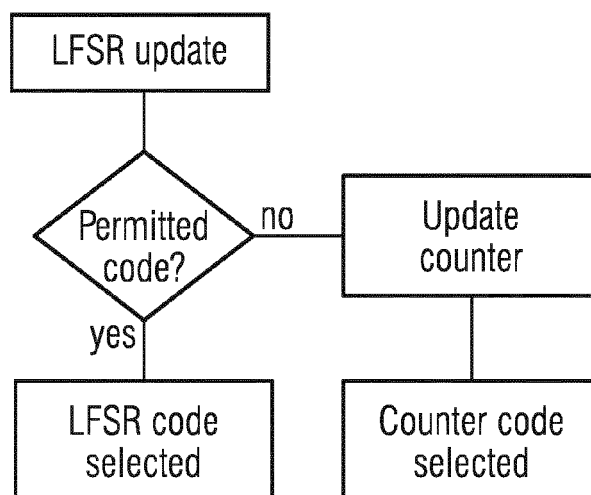 LFSR update
Permitted
code?
no
Update
counter
yes
LFSR code
selected
Counter code
selected